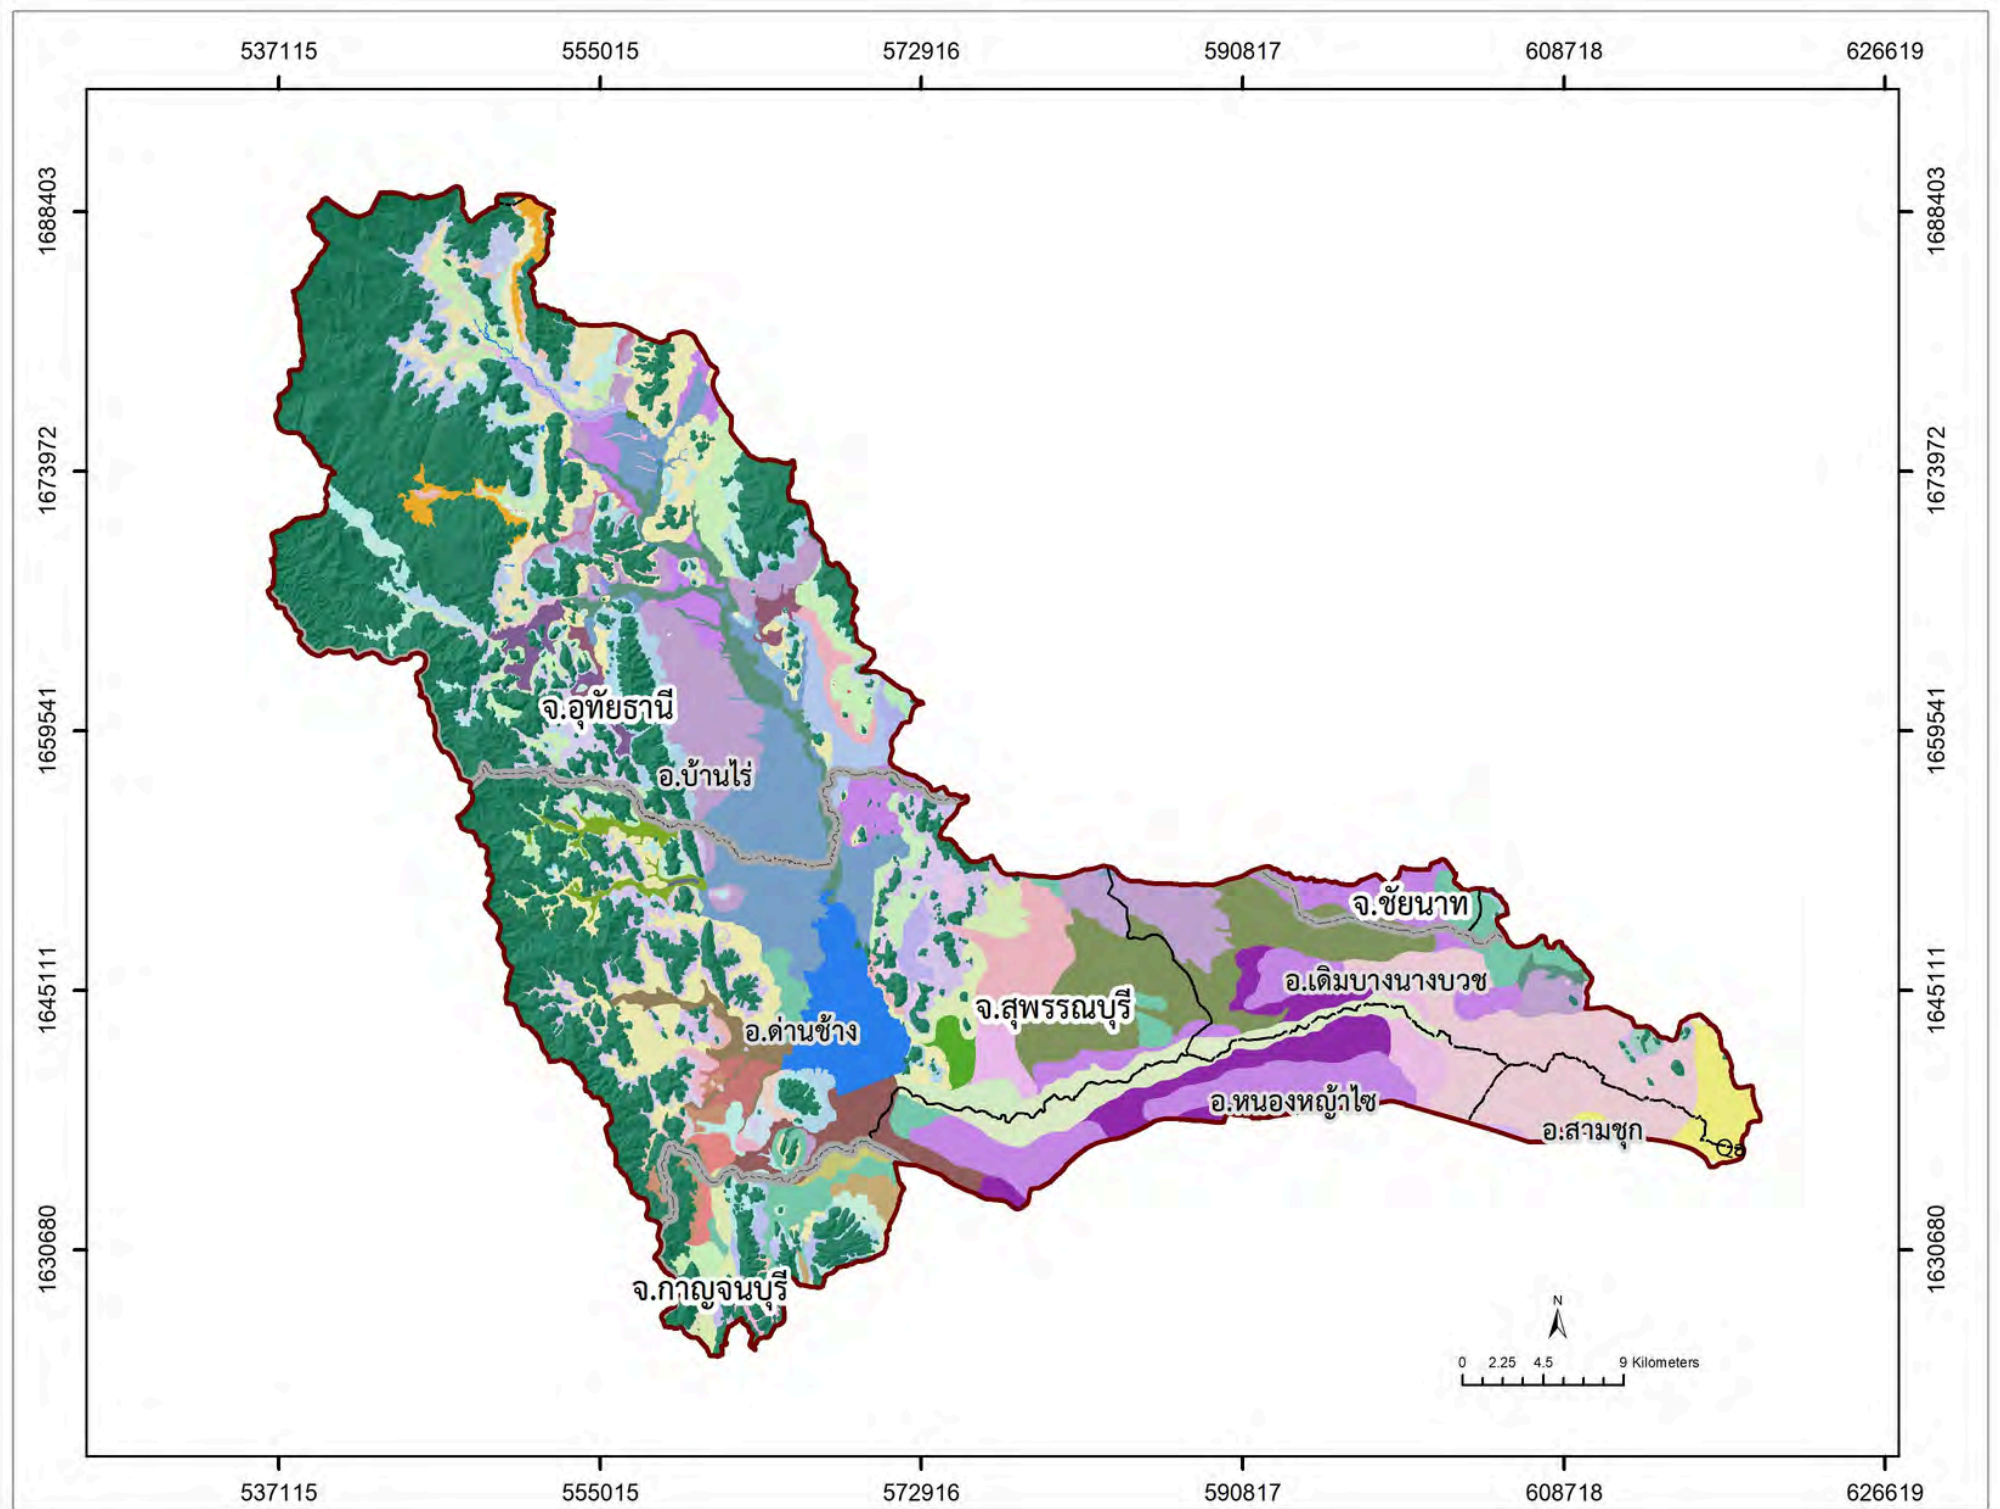 537115 555015 572916 590817 608718 626619
1688403 1688403
1673972 1673972
จ.อุทัยธานี
1659541 1659541
อ.บ้านไร่
จ.ชัยนาท
1645111 1645111
อ.เดิมบางนางบวช
จ.สุพรรณบุรี
อ.ด่านช้าง
อ.หนองหญ้าไซ
อ.สามชุก
1630680 1630680
จ.กาญจนบุรี
N
0 2.25 4.5 9 Kilometers
537115 555015 572916 590817 608718 626619